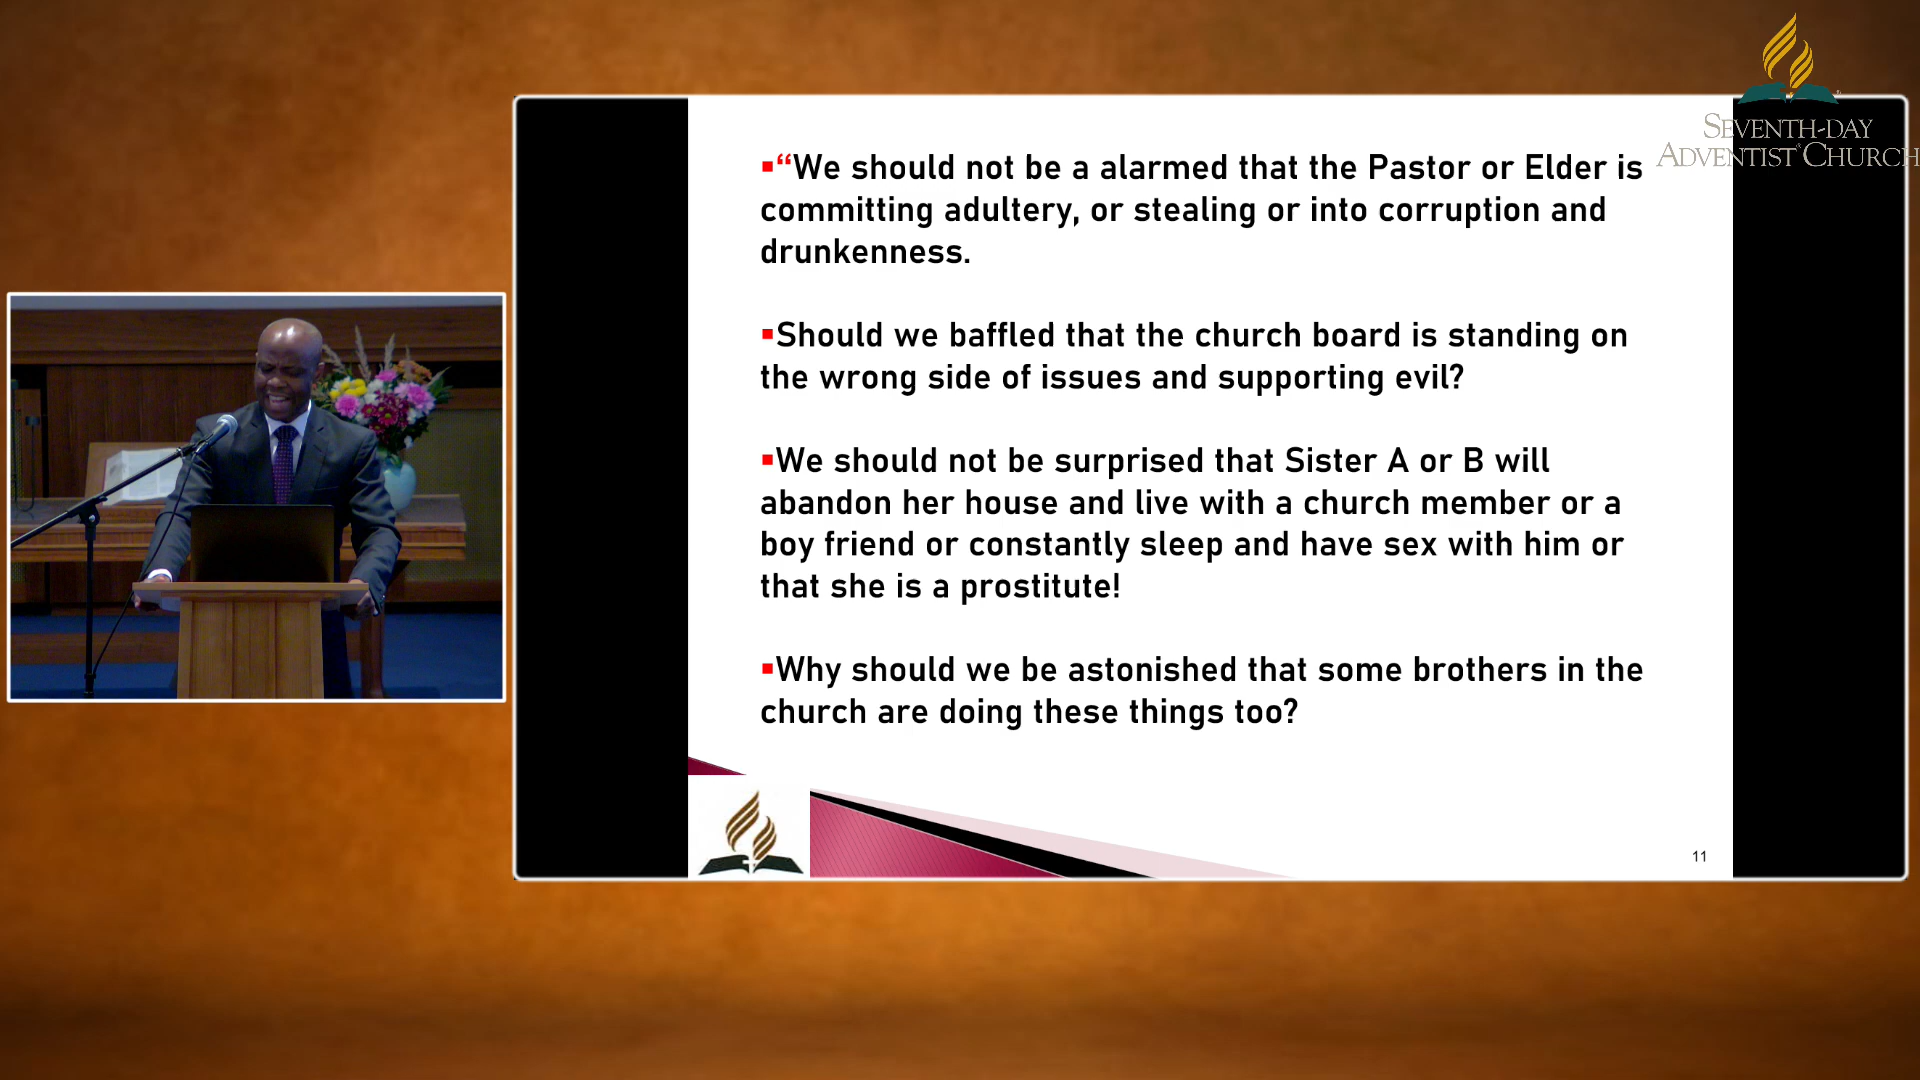 SEVENTH-DAY
ADVENTIST CHURCH
▪“We should not be a alarmed that the Pastor or Elder is
committing adultery, or stealing or into corruption and
drunkenness.
▪Should we baffled that the church board is standing on
the wrong side of issues and supporting evil?
▪We should not be surprised that Sister A or B will
abandon her house and live with a church member or a
boy friend or constantly sleep and have sex with him or
that she is a prostitute!
▪Why should we be astonished that some brothers in the
church are doing these things too?
11